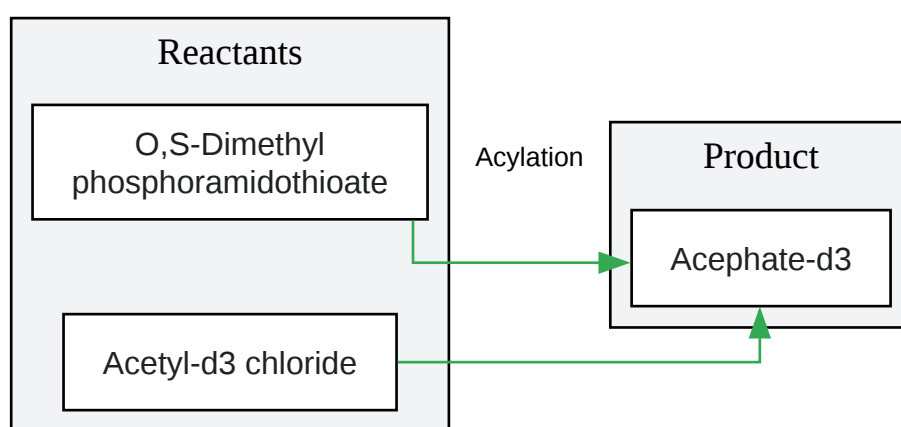 Reactants
O,S-Dimethyl
phosphoramidothioate
Acetyl-d3 chloride
Acylation
Product
Acephate-d3